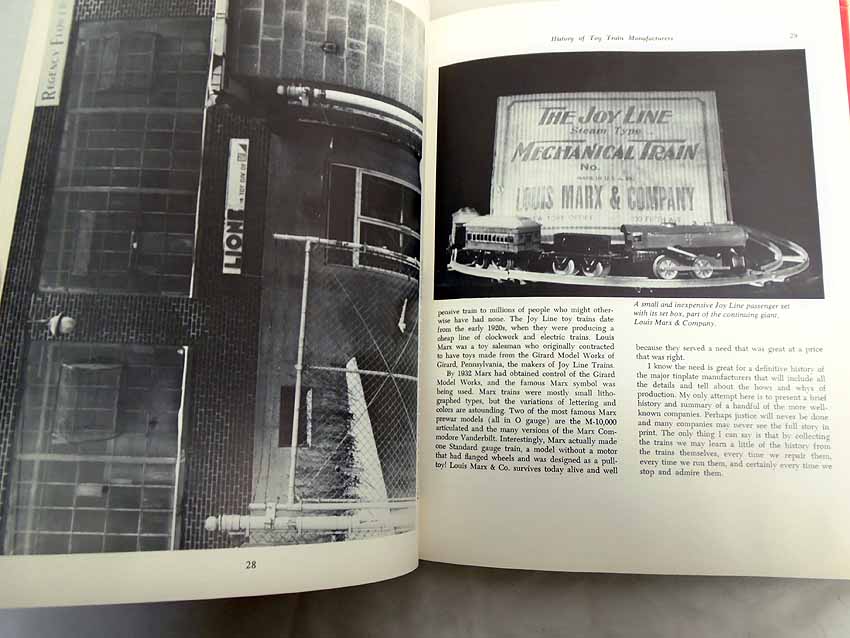 REGENCY
LION
TOY DIV OF
28
History of Toy Train Manufacturers
29
THE JOY LINE
Steam Type
MECHANICAL TRAIN
No.
MADE IN U.S.A. BY
LOUIS MARX & COMPANY
A small and inexpensive Joy Line passenger set
with its set box, part of the continuing giant,
Louis Marx & Company.
pensive train to millions of people who might other-
wise have had none. The Joy Line toy trains date
from the early 1920s, when they were producing a
cheap line of clockwork and electric trains. Louis
Marx was a toy salesman who originally contracted
to have toys made from the Girard Model Works of
Girard, Pennsylvania, the makers of Joy Line Trains.
By 1932 Marx had obtained control of the Girard
Model Works, and the famous Marx symbol was
being used. Marx trains were mostly small litho-
graphed types, but the variations of lettering and
colors are astounding. Two of the most famous Marx
prewar models (all in O gauge) are the M-10,000
articulated and the many versions of the Marx Com-
modore Vanderbilt. Interestingly, Marx actually made
one Standard gauge train, a model without a motor
that had flanged wheels and was designed as a pull-
toy! Louis Marx & Co. survives today alive and well
because they served a need that was great at a price
that was right.
I know the need is great for a definitive history of
the major tinplate manufacturers that will include all
the details and tell about the hows and whys of
production. My only attempt here is to present a brief
history and summary of a handful of the more well-
known companies. Perhaps justice will never be done
and many companies may never see the full story in
print. The only thing I can say is that by collecting
the trains we may learn a little of the history from
the trains themselves, every time we repair them,
every time we run them, and certainly every time we
stop and admire them.